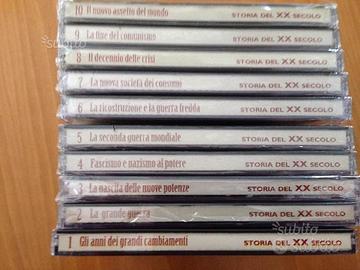 10 Il nuovo assetto del mondo STORIA DEL XX SECOLO
9 La fine del comunismo STORIA DEL XX SECOLO
8 Il decennio delle crisi STORIA DEL XX SECOLO
7 La nuova società dei consumi STORIA DEL XX SECOLO
6 La ricostruzione e la guerra fredda STORIA DEL XX SECOLO
5 La seconda guerra mondiale STORIA DEL XX SECOLO
4 Fascismo e nazismo al potere STORIA DEL XX SECOLO
3 La nascita delle nuove potenze STORIA DEL XX SECOLO
2 La grande guerra STORIA DEL XX SECOLO
1 Gli anni dei grandi cambiamenti STORIA DEL XX SECOLO
subito